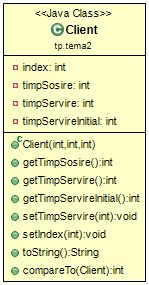 <<Java Class>>
Client
tp.tema2
index: int
timpSosire: int
timpServire: int
timpServireInitial: int
Client(int,int,int)
getTimpSosire():int
getTimpServire():int
getTimpServireInitial():int
setTimpServire(int):void
setIndex(int):void
toString():String
compareTo(Client):int